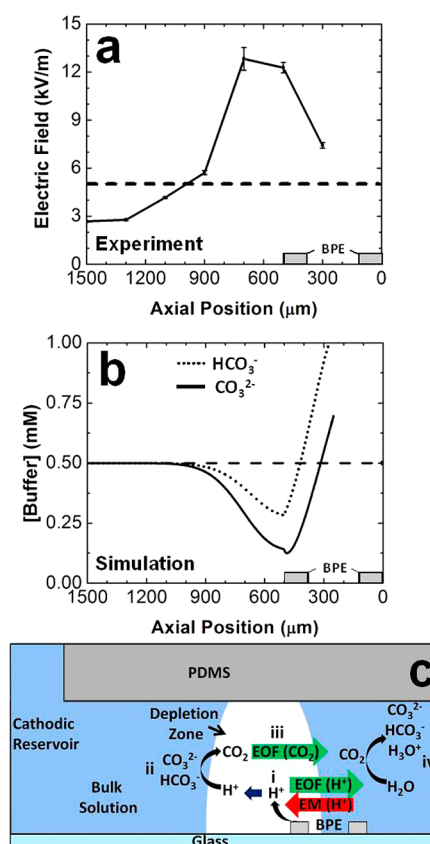 a
Electric Field (kV/m)
15
12
9
6
3
0
Experiment
BPE
1500 1200 900 600 300 0
Axial Position (μm)
b
HCO₃⁻
CO₃²⁻
[Buffer] (mM)
1.00
0.75
0.50
0.25
0.00
Simulation
BPE
1500 1200 900 600 300 0
Axial Position (μm)
c
PDMS
Cathodic
Reservoir
Depletion
Zone
iii
CO₃²⁻
HCO₃⁻
H₃O⁺
iv
ii
CO₃²⁻
HCO₃⁻
CO₂
EOF (CO₂)
CO₂
i
H⁺
H⁺
EOF (H⁺)
EM (H⁺)
H₂O
Bulk
Solution
BPE
Glass